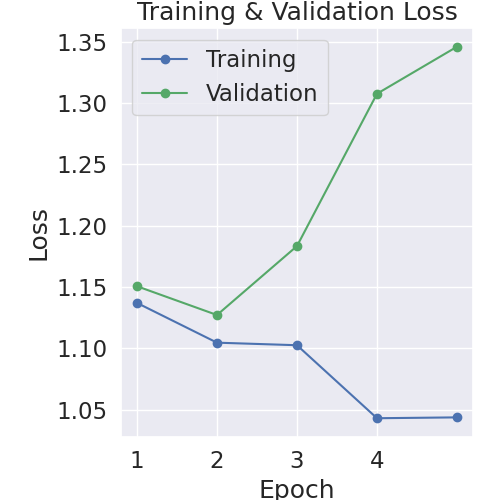 Training & Validation Loss
Training
Validation
Loss
1.35
1.30
1.25
1.20
1.15
1.10
1.05
1 2 3 4
Epoch